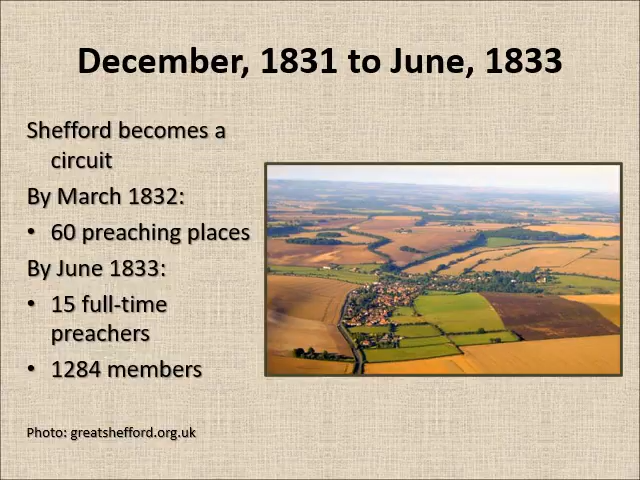 December, 1831 to June, 1833
Shefford becomes a
circuit
By March 1832:
• 60 preaching places
By June 1833:
• 15 full-time
preachers
• 1284 members
Photo: greatshefford.org.uk